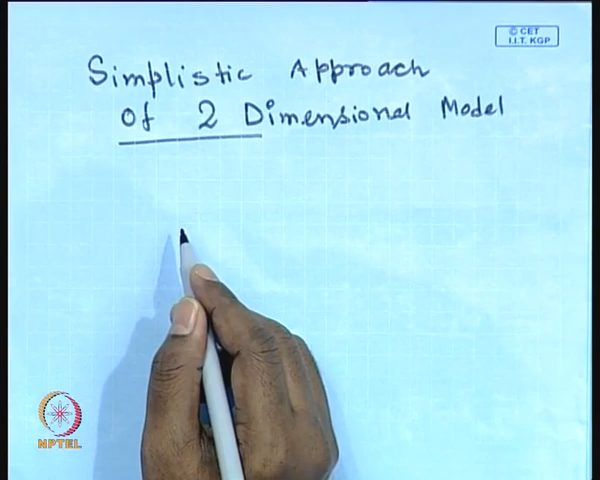 © CET
I.I.T. KGP
Simplistic Approach
Of 2 Dimensional Model
NPTEL